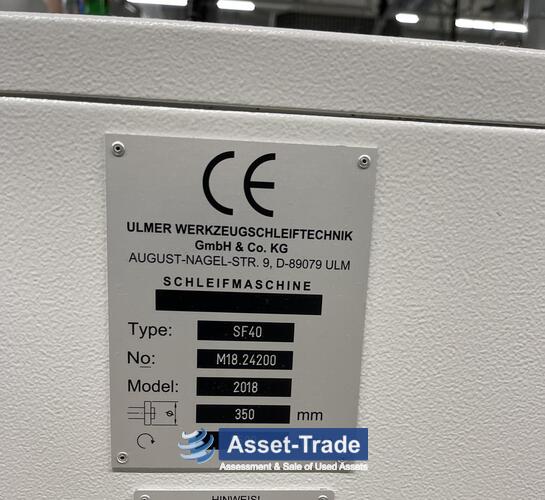 CE
ULMER WERKZEUGSCHLEIFTECHNIK
GmbH & Co. KG
AUGUST-NAGEL-STR. 9, D-89079 ULM
SCHLEIFMASCHINE
Type: SF40
No: M18.24200
Model: 2018
350 mm
Asset-Trade
Assessment & Sale of Used Assets
HINWEIS!